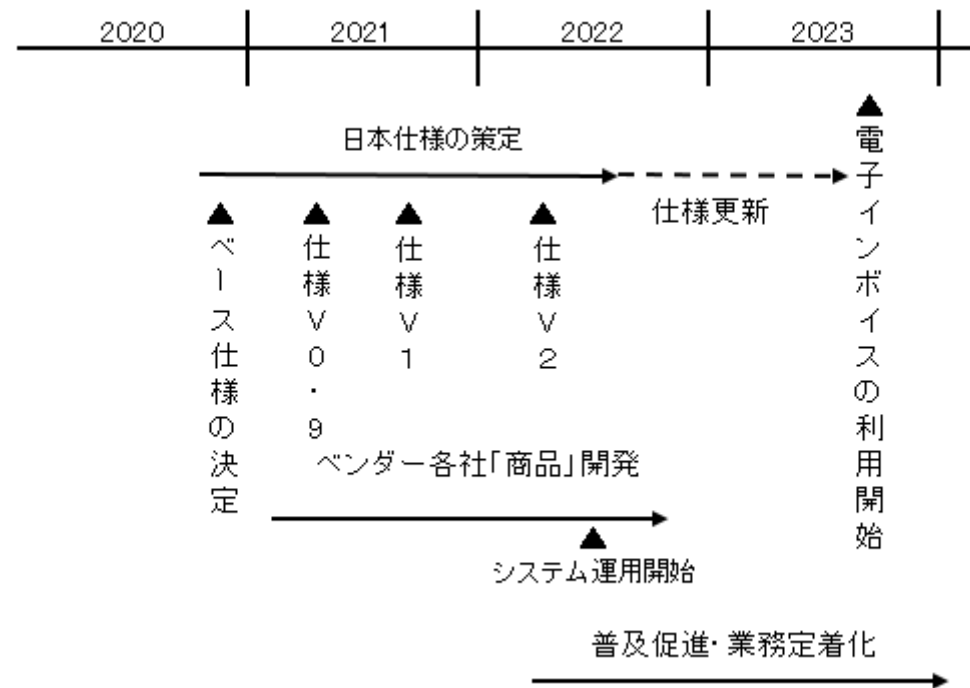 2020 2021 2022 2023
日本仕様の策定
仕様更新
ベース仕様の決定
仕様V0.9
仕様V1
仕様V2
電子インボイスの利用開始
ベンダー各社「商品」開発
システム運用開始
普及促進・業務定着化